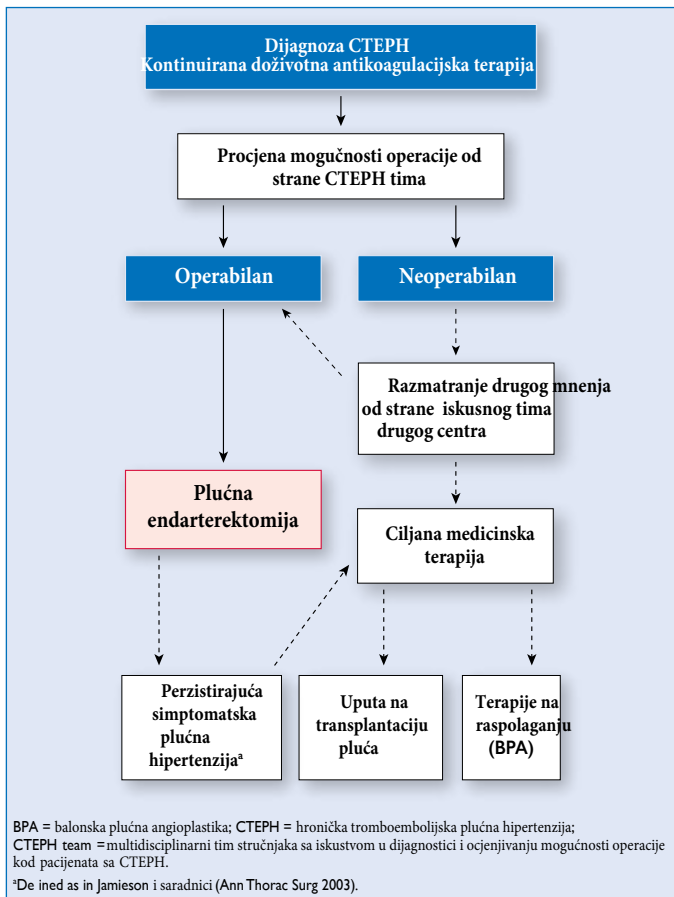 Dijagnoza CTEPH
Kontinuirana doživotna antikoagulacijska terapija
Procjena mogučnosti operacije od
strane CTEPH tima
Operabilan
Neoperabilan
Razmatranje drugog mnenja
od strane iskusnog tima
drugog centra
Plućna
endarterektomija
Ciljana medicinska
terapija
Perzistirajuća
simptomatska
plućna
hipertenzijaᵃ
Uputa na
transplantaciju
pluća
Terapije na
raspolaganju
(BPA)
BPA = balonska plućna angioplastika; CTEPH = hronička tromboembolijska plućna hipertenzija;
CTEPH team =multidisciplinarni tim stručnjaka sa iskustvom u dijagnostici i ocjenjivanju mogućnosti operacije
kod pacijenata sa CTEPH.
ᵃDe ined as in Jamieson i saradnici (Ann Thorac Surg 2003).